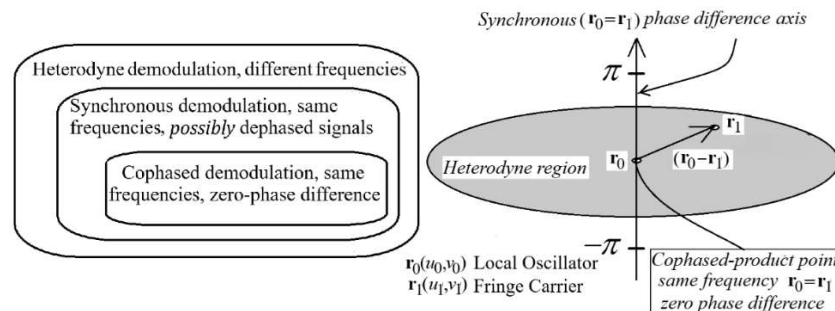 Heterodyne demodulation, different frequencies
Synchronous demodulation, same
frequencies, possibly dephased signals
Cophased demodulation, same
frequencies, zero-phase difference
Synchronous (r₀=r₁) phase difference axis
π
r₁
r₀
(r₀−r₁)
Heterodyne region
−π
r₀(u₀,v₀) Local Oscillator
r₁(u₁,v₁) Fringe Carrier
Cophased-product point
same frequency r₀=r₁
zero phase difference